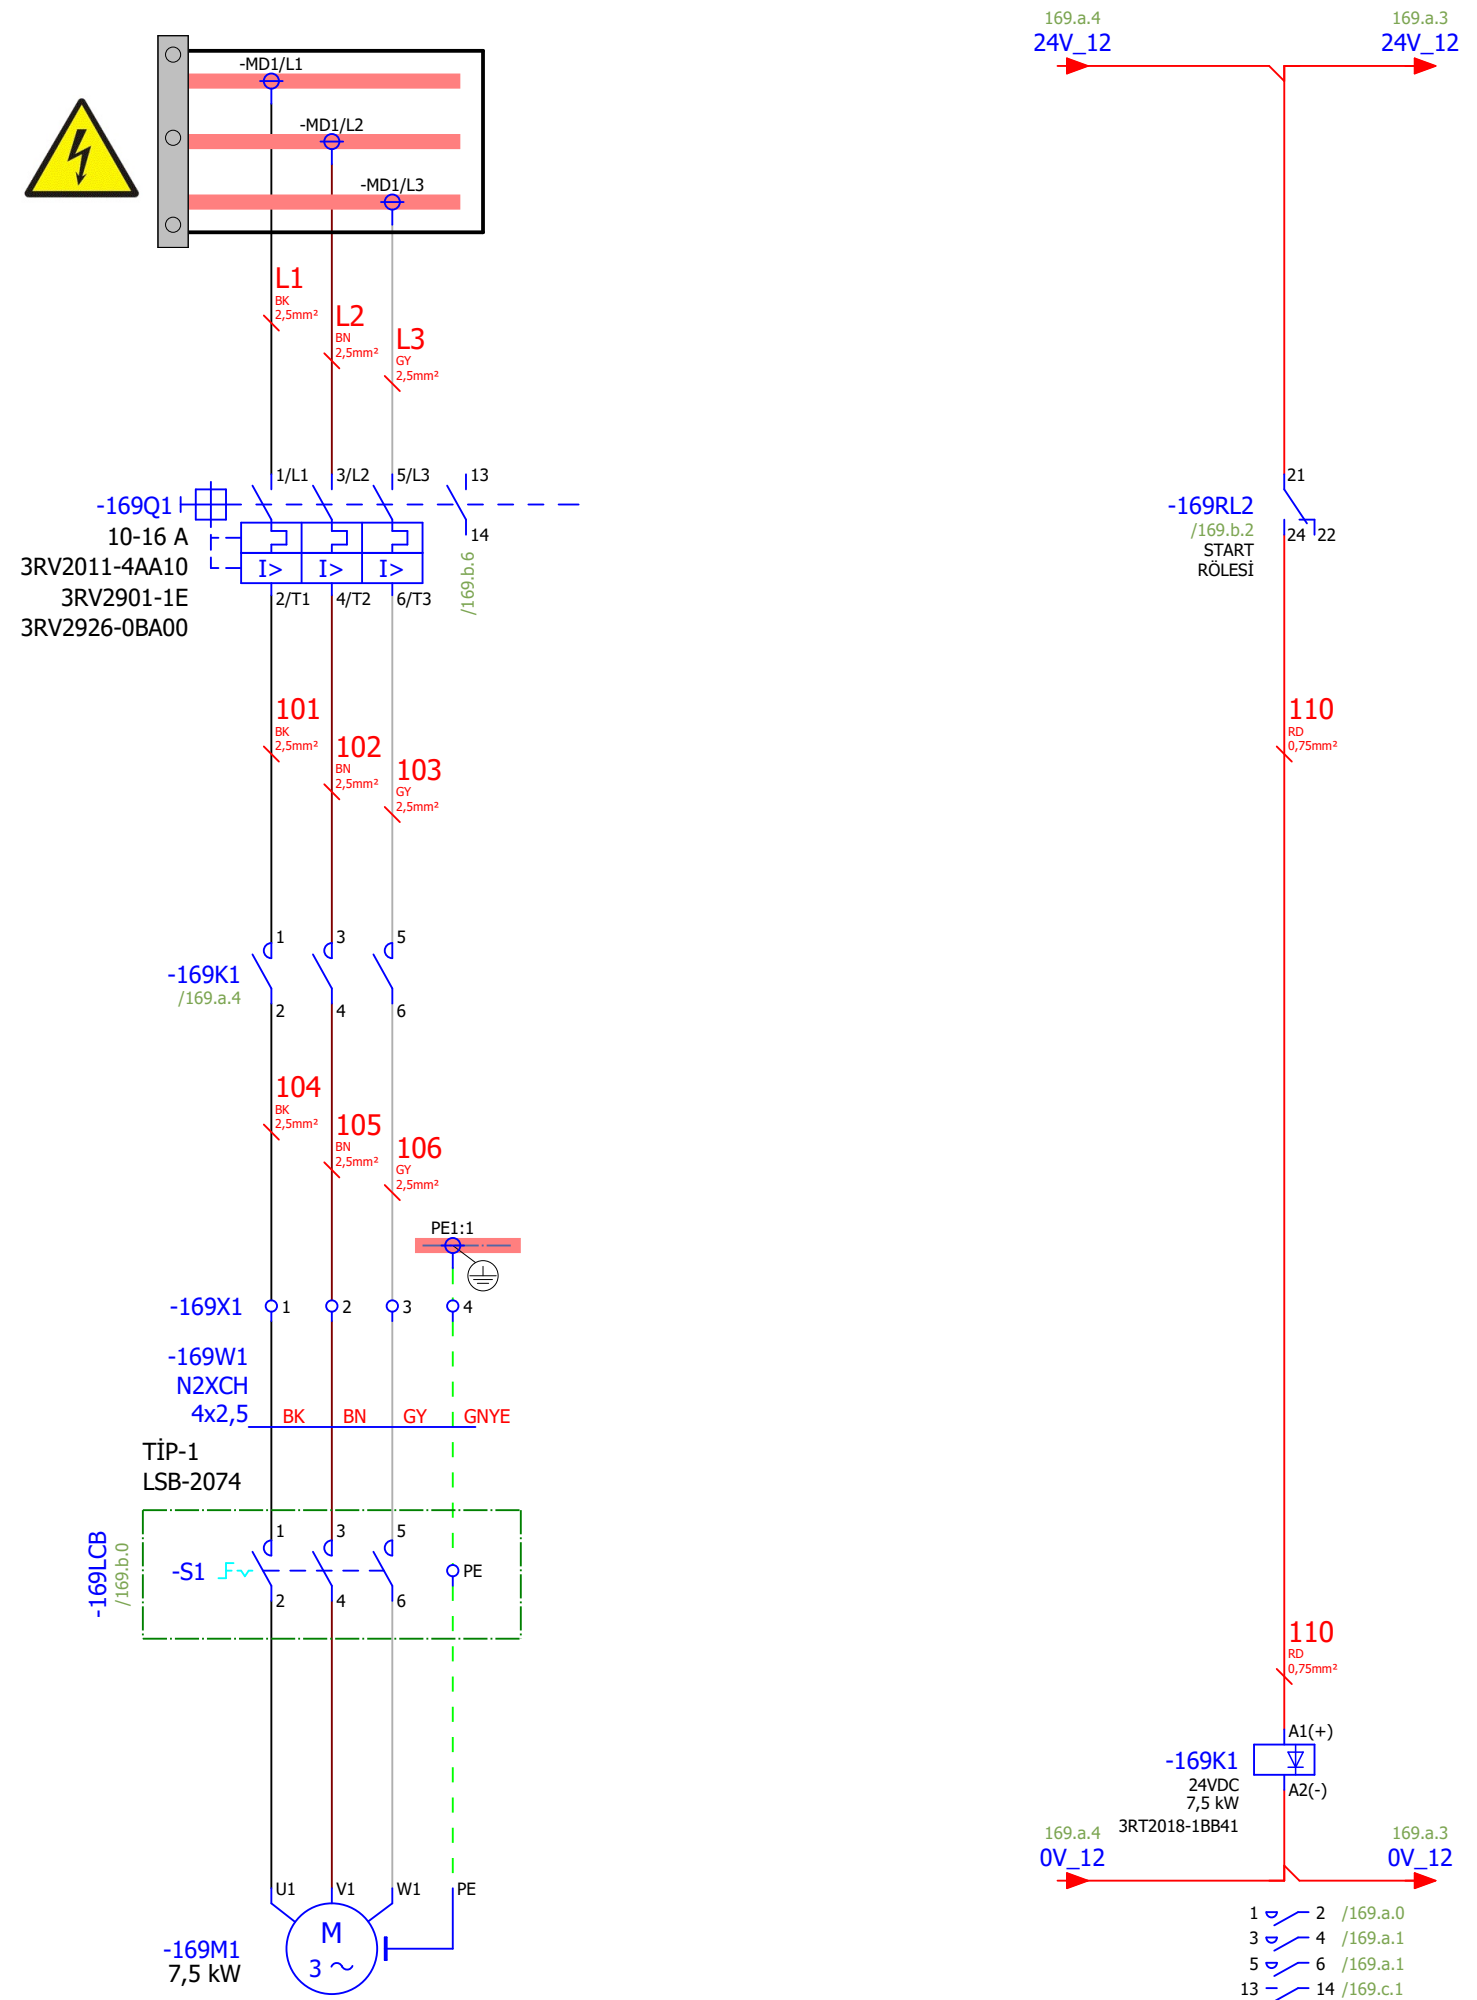 -MD1/L1
-MD1/L2
-MD1/L3
L1
BK
2,5mm²
L2
BN
2,5mm²
L3
GY
2,5mm²
-169Q1
10-16 A
3RV2011-4AA10
3RV2901-1E
3RV2926-0BA00
1/L1
3/L2
5/L3
13
14
/169.b.6
I>
I>
I>
2/T1
4/T2
6/T3
101
BK
2,5mm²
102
BN
2,5mm²
103
GY
2,5mm²
-169K1
/169.a.4
1
3
5
2
4
6
104
BK
2,5mm²
105
BN
2,5mm²
106
GY
2,5mm²
PE1:1
-169X1
1
2
3
4
-169W1
N2XCH
4x2,5
BK
BN
GY
GNYE
TİP-1
LSB-2074
-169LCB
/169.b.0
-S1
1
3
5
2
4
6
PE
U1
V1
W1
PE
M
3
-169M1
7,5 kW
169.a.4
24V_12
169.a.3
24V_12
-169RL2
/169.b.2
START
RÖLESİ
21
24
22
110
RD
0,75mm²
110
RD
0,75mm²
-169K1
24VDC
7,5 kW
3RT2018-1BB41
A1(+)
A2(-)
169.a.4
0V_12
169.a.3
0V_12
1 2 /169.a.0
3 4 /169.a.1
5 6 /169.a.1
13 14 /169.c.1